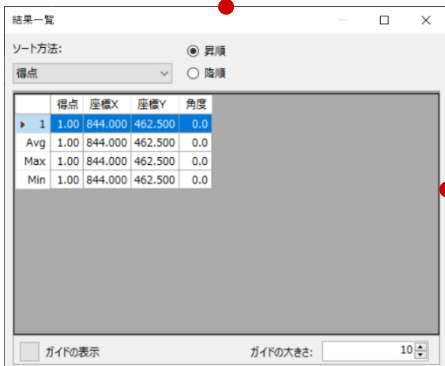 結果一覧
ソート方法:
昇順
得点
降順
得点 座標X 座標Y 角度
1 1.00 844.000 462.500 0.0
Avg 1.00 844.000 462.500 0.0
Max 1.00 844.000 462.500 0.0
Min 1.00 844.000 462.500 0.0
ガイドの表示 ガイドの大きさ: 10